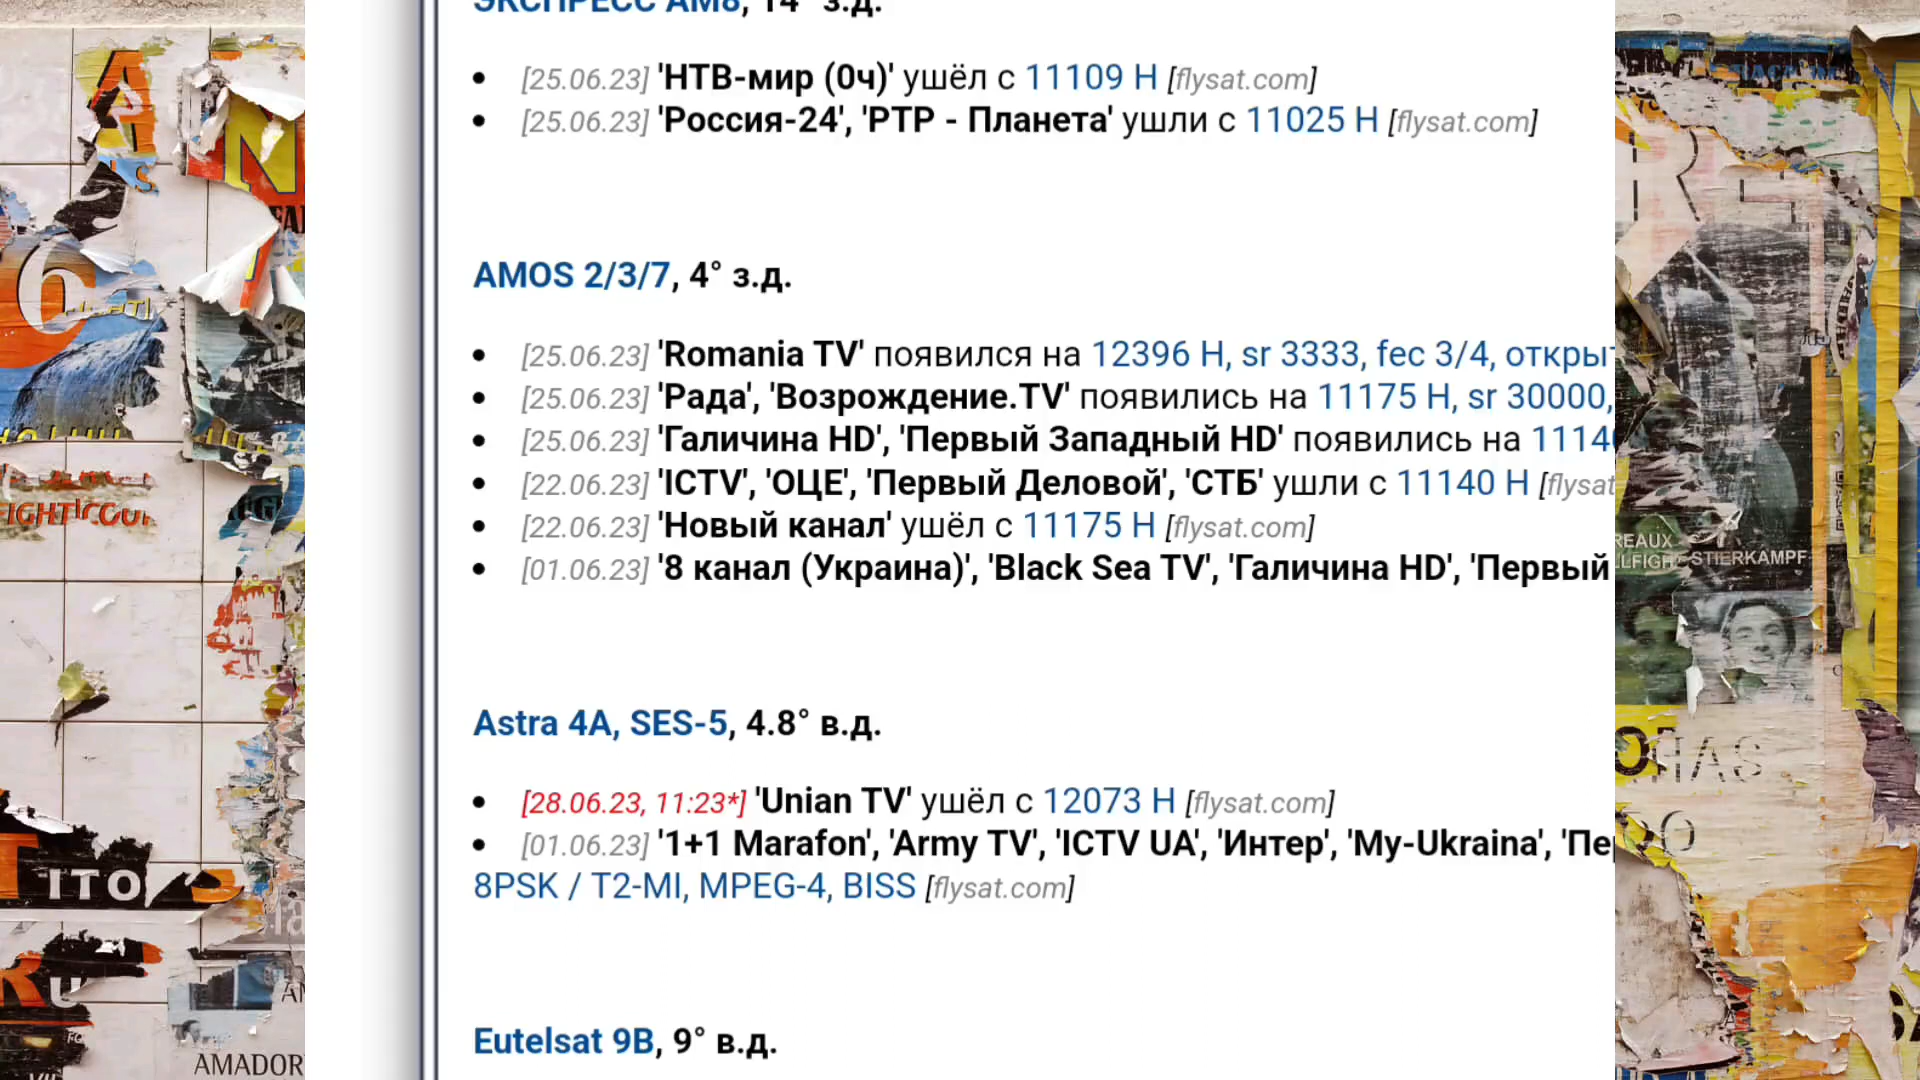 ЭКСПРЕСС АМ8, 14° з.д.
• [25.06.23] 'НТВ-мир (0ч)' ушёл с 11109 H [flysat.com]
• [25.06.23] 'Россия-24', 'РТР - Планета' ушли с 11025 H [flysat.com]
AMOS 2/3/7, 4° з.д.
• [25.06.23] 'Romania TV' появился на 12396 H, sr 3333, fec 3/4, откры
• [25.06.23] 'Рада', 'Возрождение.TV' появились на 11175 H, sr 30000,
• [25.06.23] 'Галичина HD', 'Первый Западный HD' появились на 1114
• [22.06.23] 'ICTV', 'ОЦЕ', 'Первый Деловой', 'СТБ' ушли с 11140 H [flysat
• [22.06.23] 'Новый канал' ушёл с 11175 H [flysat.com]
• [01.06.23] '8 канал (Украина)', 'Black Sea TV', 'Галичина HD', 'Первый
Astra 4A, SES-5, 4.8° в.д.
• [28.06.23, 11:23*] 'Unian TV' ушёл с 12073 H [flysat.com]
• [01.06.23] '1+1 Marafon', 'Army TV', 'ICTV UA', 'Интер', 'My-Ukraina', 'Пе
8PSK / T2-MI, MPEG-4, BISS [flysat.com]
Eutelsat 9B, 9° в.д.
6
ITO
AMADOR
STIERKAMPF